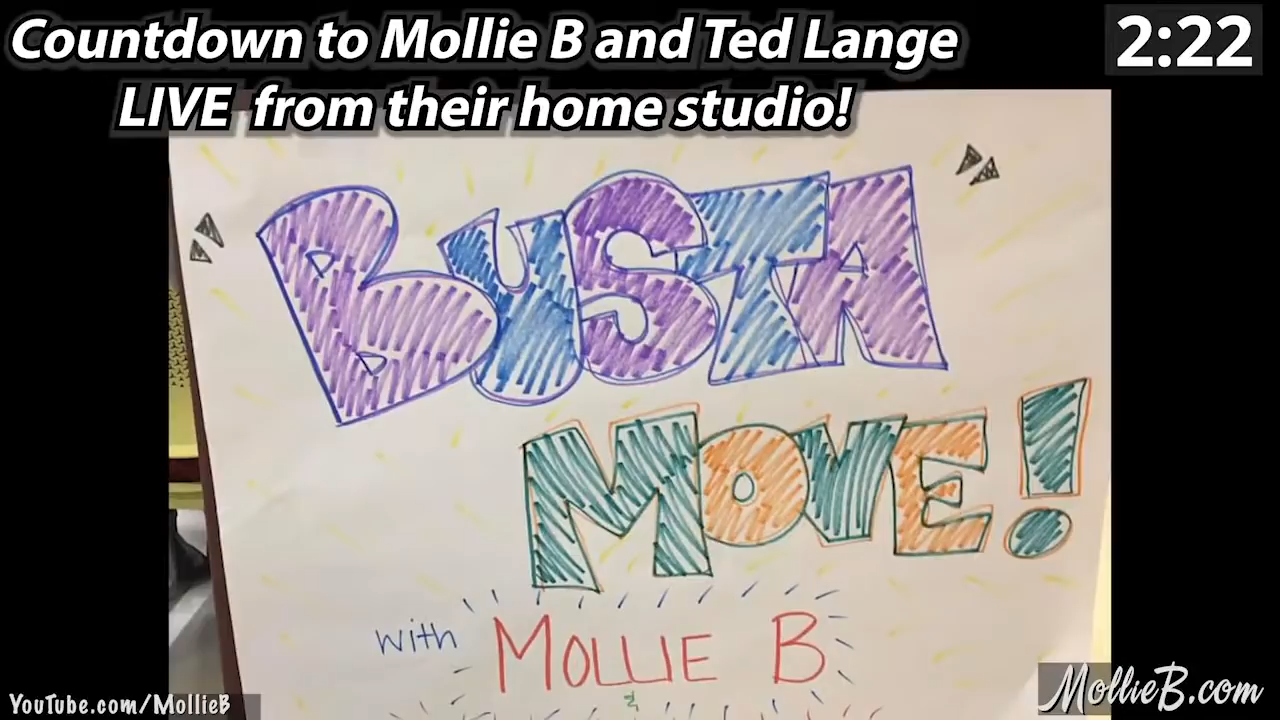 Countdown to Mollie B and Ted Lange
2:22
LIVE from their home studio!
BUSTA
MOVE!
with MOLLIE B
&
YouTube.com/MollieB
MollieB.com